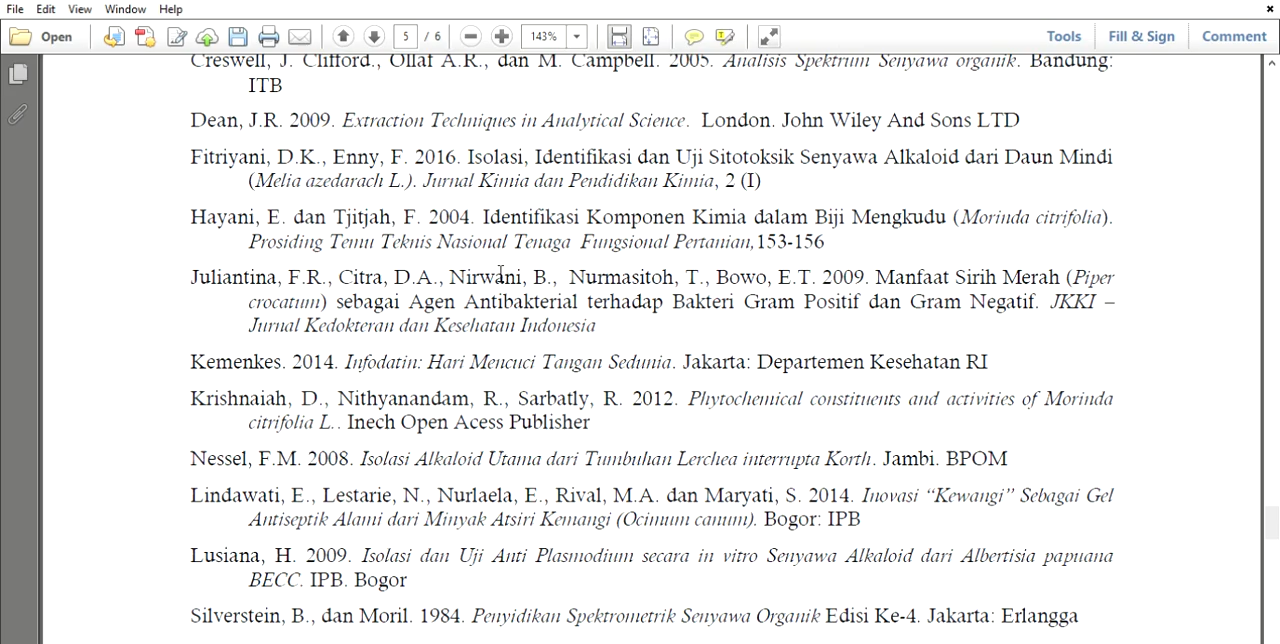 File Edit View Window Help
Open 5 / 6 143% Tools Fill & Sign Comment
Creswell, J. Clifford., Ollaf A.R., dan M. Campbell. 2005. Analisis Spektrum Senyawa organik. Bandung:
ITB
Dean, J.R. 2009. Extraction Techniques in Analytical Science. London. John Wiley And Sons LTD
Fitriyani, D.K., Enny, F. 2016. Isolasi, Identifikasi dan Uji Sitotoksik Senyawa Alkaloid dari Daun Mindi
(Melia azedarach L.). Jurnal Kimia dan Pendidikan Kimia, 2 (I)
Hayani, E. dan Tjitjah, F. 2004. Identifikasi Komponen Kimia dalam Biji Mengkudu (Morinda citrifolia).
Prosiding Temu Teknis Nasional Tenaga Fungsional Pertanian,153-156
Juliantina, F.R., Citra, D.A., Nirwani, B., Nurmasitoh, T., Bowo, E.T. 2009. Manfaat Sirih Merah (Piper
crocatum) sebagai Agen Antibakterial terhadap Bakteri Gram Positif dan Gram Negatif. JKKI –
Jurnal Kedokteran dan Kesehatan Indonesia
Kemenkes. 2014. Infodatin: Hari Mencuci Tangan Sedunia. Jakarta: Departemen Kesehatan RI
Krishnaiah, D., Nithyanandam, R., Sarbatly, R. 2012. Phytochemical constituents and activities of Morinda
citrifolia L.. Inech Open Acess Publisher
Nessel, F.M. 2008. Isolasi Alkaloid Utama dari Tumbuhan Lerchea interrupta Korth. Jambi. BPOM
Lindawati, E., Lestarie, N., Nurlaela, E., Rival, M.A. dan Maryati, S. 2014. Inovasi “Kewangi” Sebagai Gel
Antiseptik Alami dari Minyak Atsiri Kemangi (Ocimum canum). Bogor: IPB
Lusiana, H. 2009. Isolasi dan Uji Anti Plasmodium secara in vitro Senyawa Alkaloid dari Albertisia papuana
BECC. IPB. Bogor
Silverstein, B., dan Moril. 1984. Penyidikan Spektrometrik Senyawa Organik Edisi Ke-4. Jakarta: Erlangga